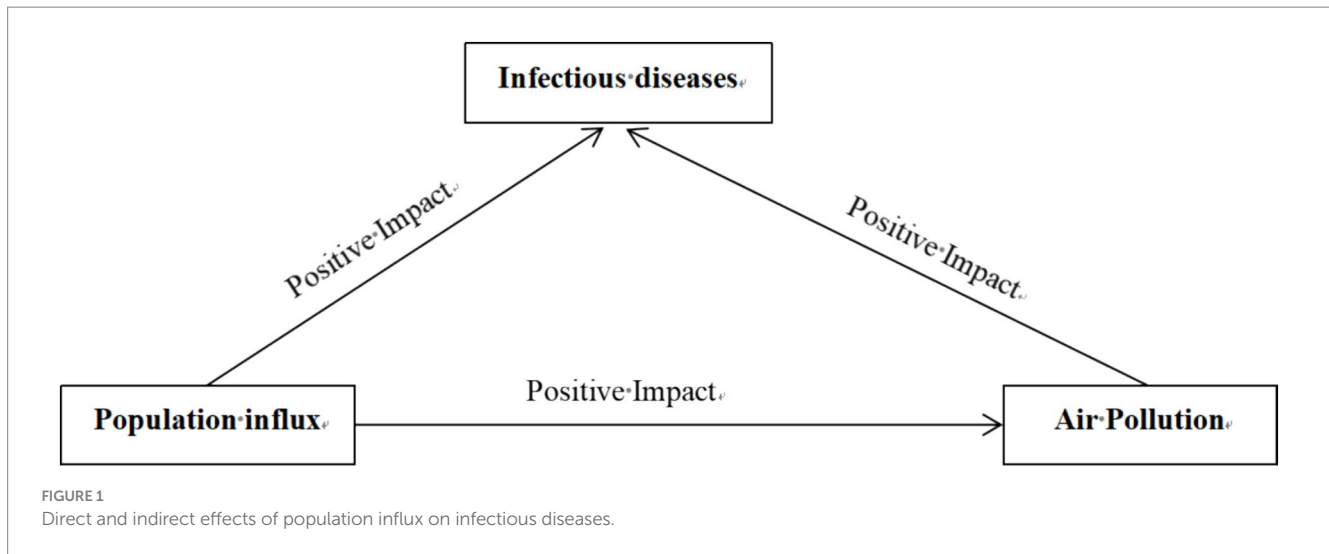 Infectious·diseases↵
Positive·Impact↵
Positive·Impact↵
Positive·Impact↵
Population·influx↵
Air·Pollution↵
FIGURE 1
Direct and indirect effects of population influx on infectious diseases.